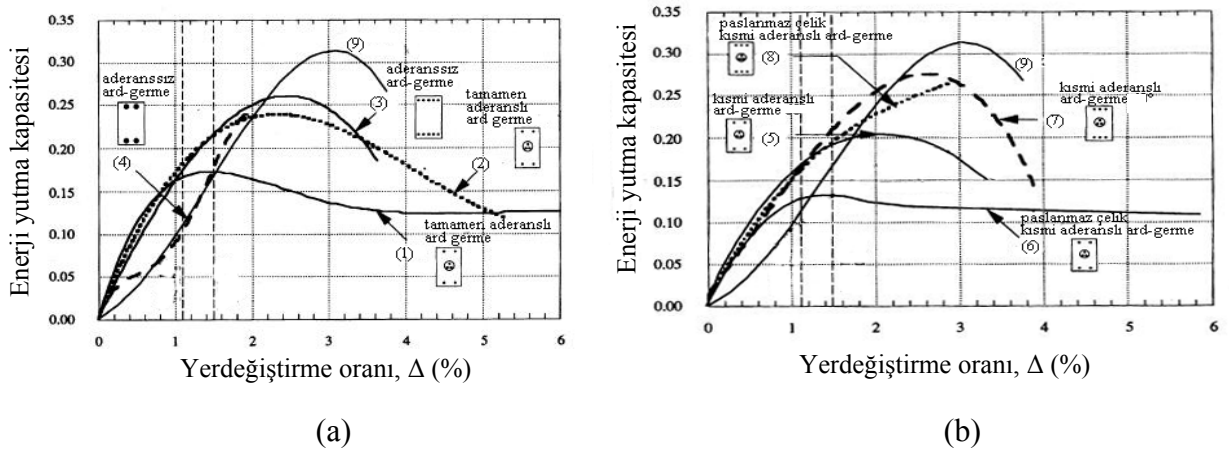 (a)
Enerji yutma kapasitesi
0.35
0.30
0.25
0.20
0.15
0.10
0.05
0.00
0
1
2
3
4
5
6
Yerdeğiştirme oranı, Δ (%)
aderanssız
ard-germe
(9)
aderanssız
ard-germe
(3)
tamamen
aderanslı
ard germe
(4)
(2)
(1)
tamamen aderanslı
ard germe
(b)
Enerji yutma kapasitesi
0.35
0.30
0.25
0.20
0.15
0.10
0.05
0.00
0
1
2
3
4
5
6
Yerdeğiştirme oranı, Δ (%)
paslanmaz çelik
kısmi aderanslı
ard-germe
(8)
(9)
kısmi aderanslı
ard-germe
(5)
kısmi aderanslı
ard-germe
(7)
paslanmaz çelik
kısmi aderanslı ard-germe
(6)